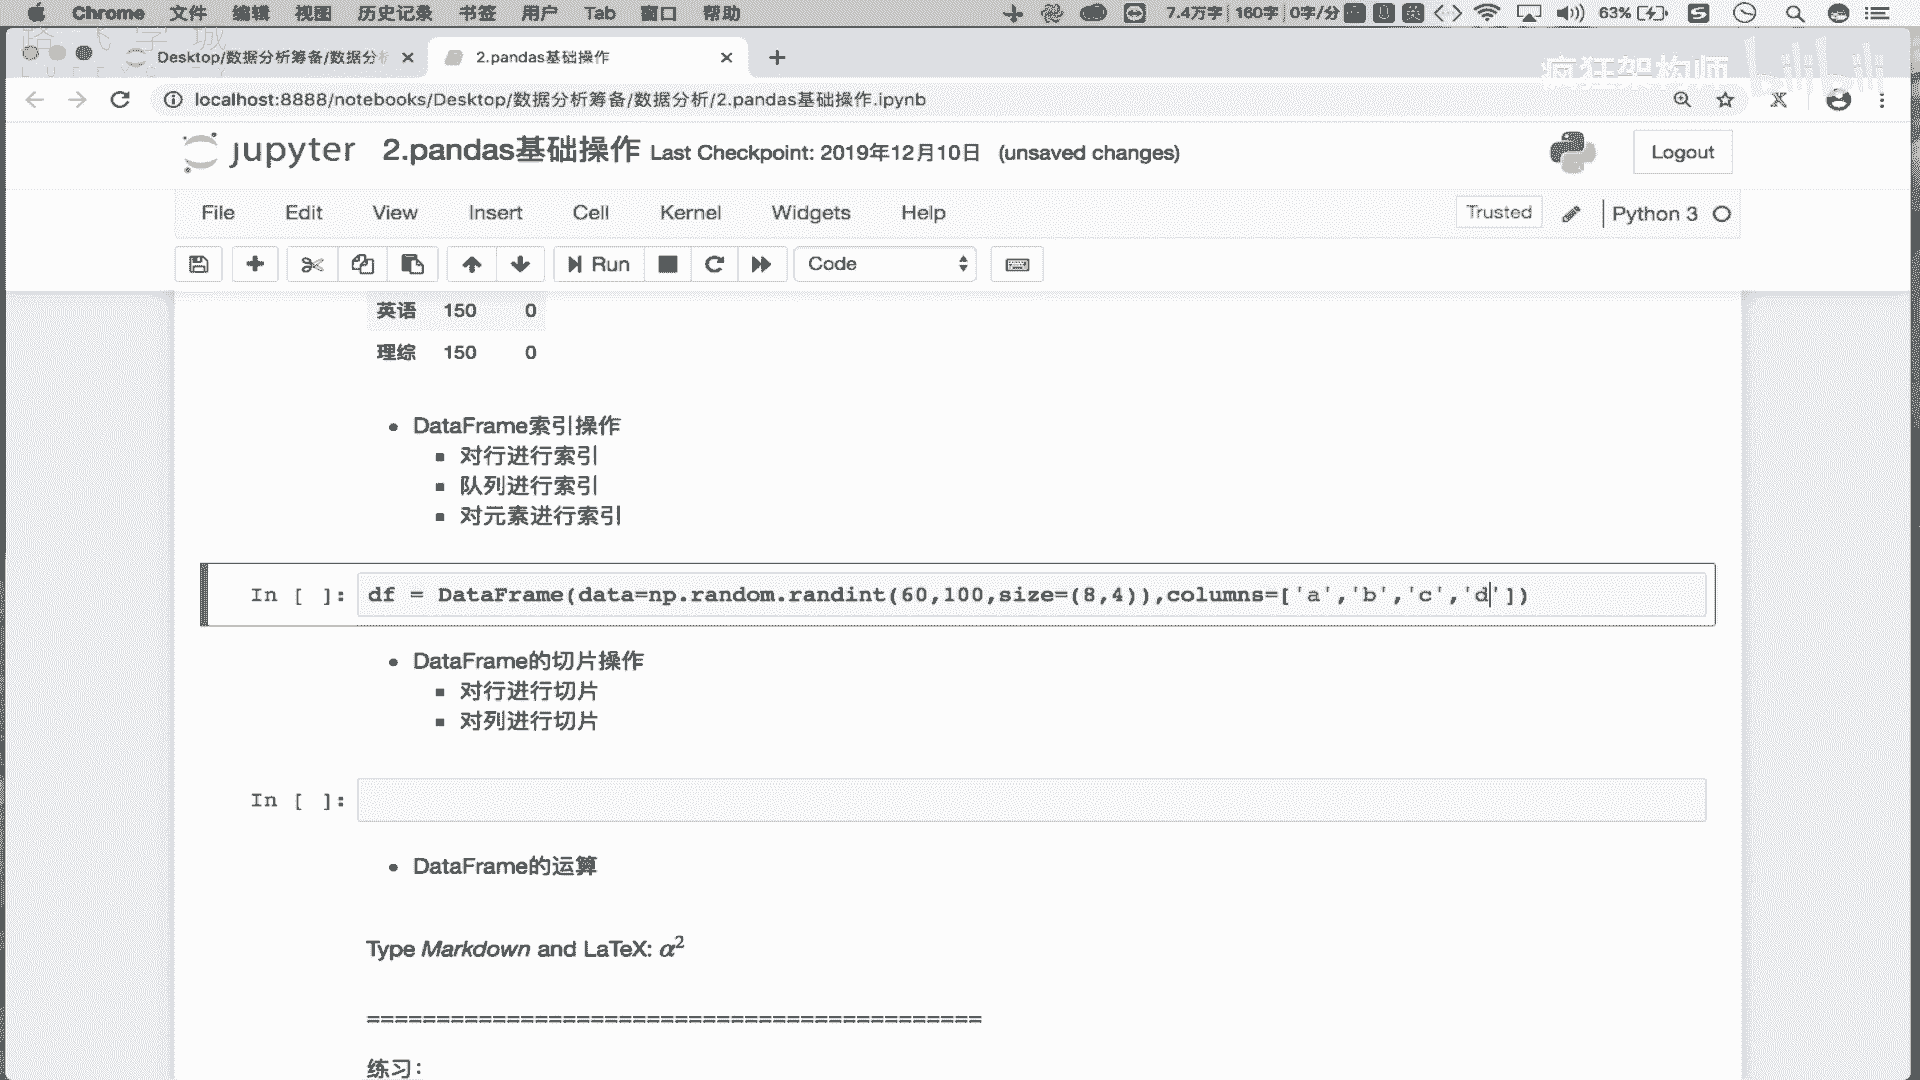 Chrome 文件 编辑 视图 历史记录 书签 用户 Tab 窗口 帮助 7.4万字 160字 0字/分 英 63%
路飞学城
Desktop/数据分析筹备/数据分析
2.pandas基础操作
疯狂架构师 bilibili
localhost:8888/notebooks/Desktop/数据分析筹备/数据分析/2.pandas基础操作.ipynb
jupyter 2.pandas基础操作 Last Checkpoint: 2019年12月10日 (unsaved changes)
Logout
File Edit View Insert Cell Kernel Widgets Help
Trusted
Python 3
Run
Code
英语 150 0
理综 150 0
• DataFrame索引操作
▪ 对行进行索引
▪ 队列进行索引
▪ 对元素进行索引
In [ ]: df = DataFrame(data=np.random.randint(60,100,size=(8,4)),columns=['a','b','c','d'])
• DataFrame的切片操作
▪ 对行进行切片
▪ 对列进行切片
In [ ]:
• DataFrame的运算
Type Markdown and LaTeX: α²
============================================
练习: